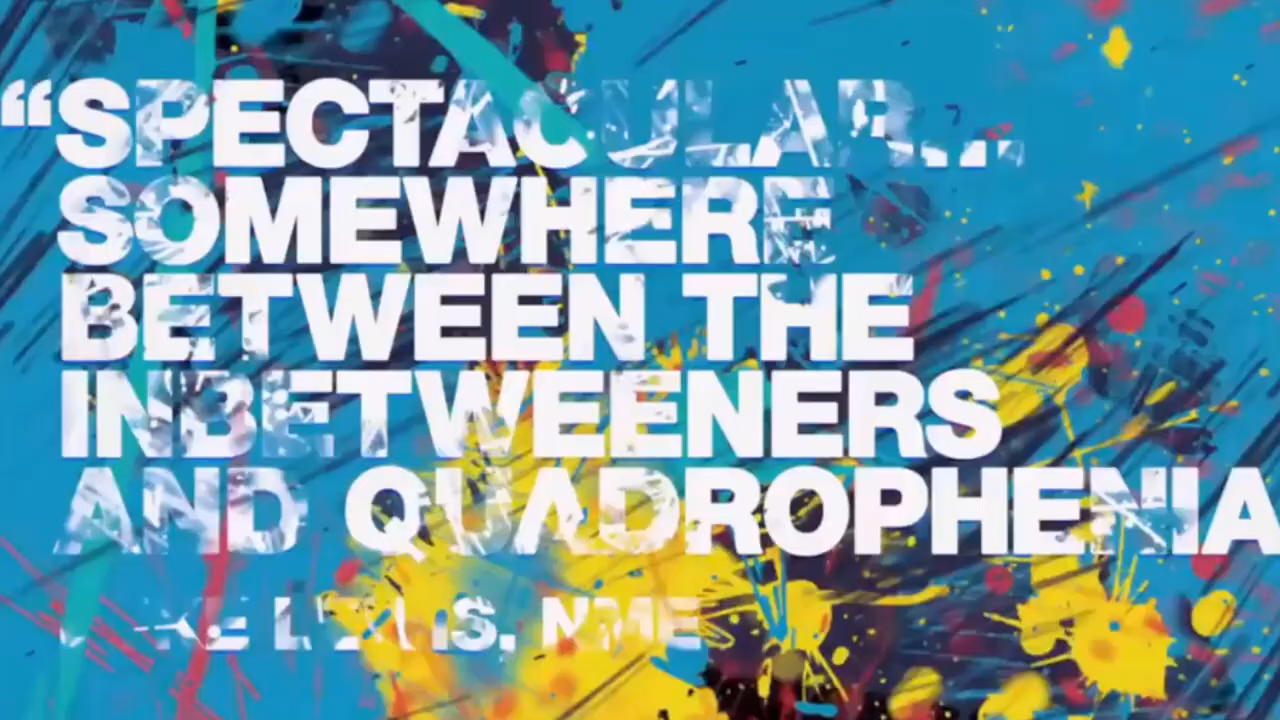 “SPECTACULAR...
SOMEWHERE
BETWEEN THE
INBETWEENERS
AND QUADROPHENIA
NME